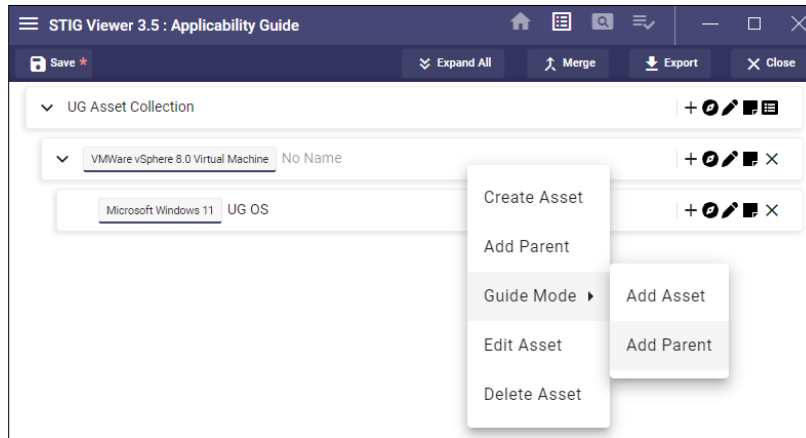 STIG Viewer 3.5 : Applicability Guide
Save * Expand All Merge Export Close
UG Asset Collection
VMWare vSphere 8.0 Virtual Machine No Name
Microsoft Windows 11 UG OS
Create Asset
Add Parent
Guide Mode
Edit Asset
Delete Asset
Add Asset
Add Parent